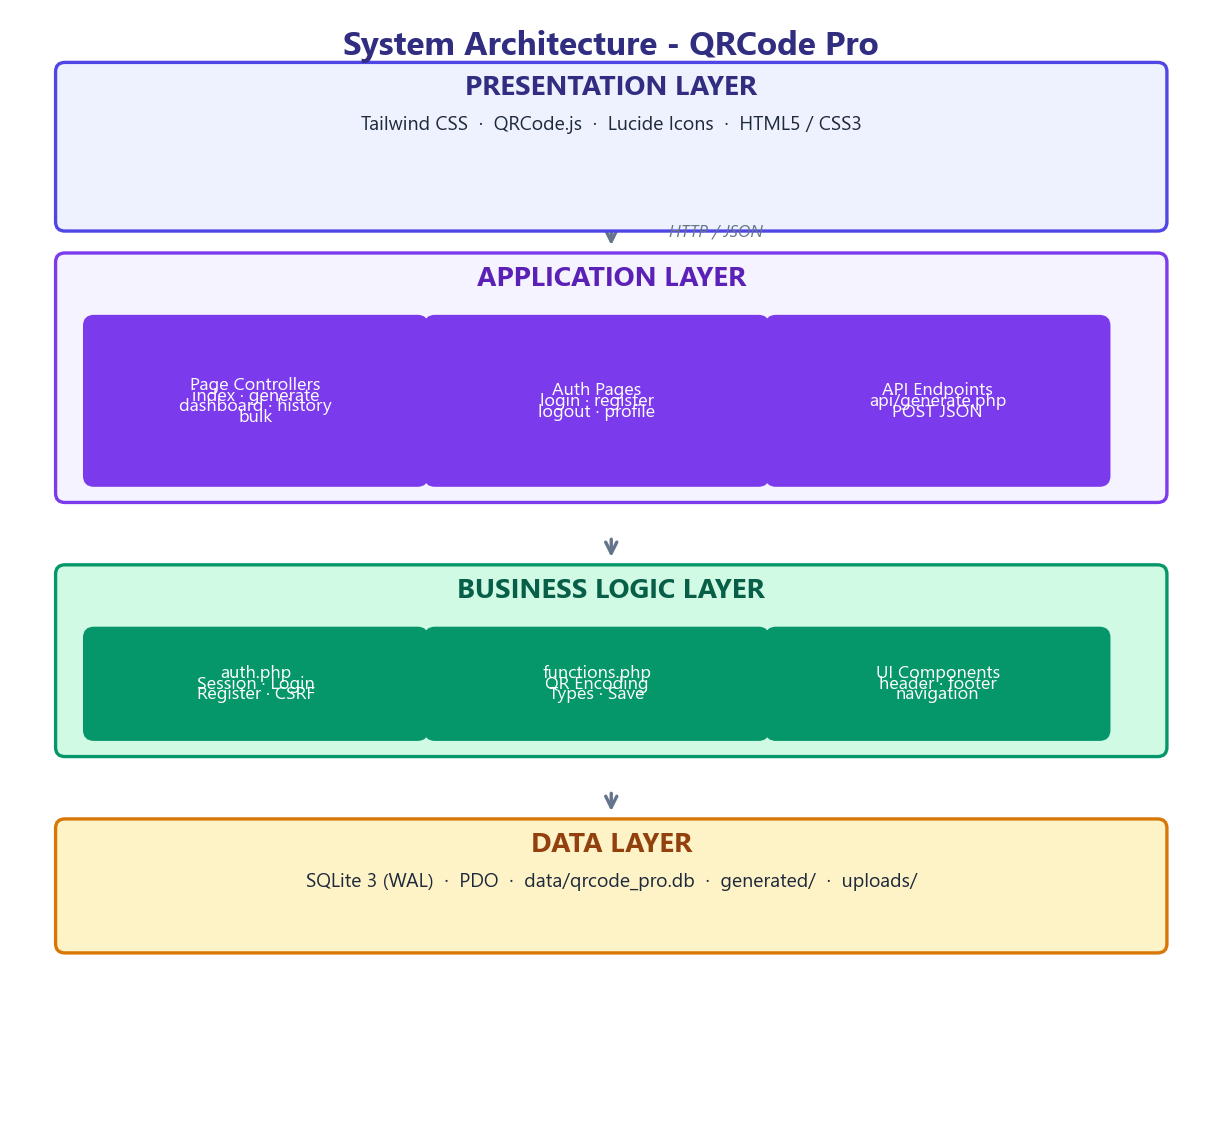 System Architecture - QRCode Pro
PRESENTATION LAYER
Tailwind CSS · QRCode.js · Lucide Icons · HTML5 / CSS3
HTTP / JSON
APPLICATION LAYER
Page Controllers
index · generate
dashboard · history
bulk
Auth Pages
login · register
logout · profile
API Endpoints
api/generate.php
POST JSON
BUSINESS LOGIC LAYER
auth.php
Session · Login
Register · CSRF
functions.php
QR Encoding
Types · Save
UI Components
header · footer
navigation
DATA LAYER
SQLite 3 (WAL) · PDO · data/qrcode_pro.db · generated/ · uploads/